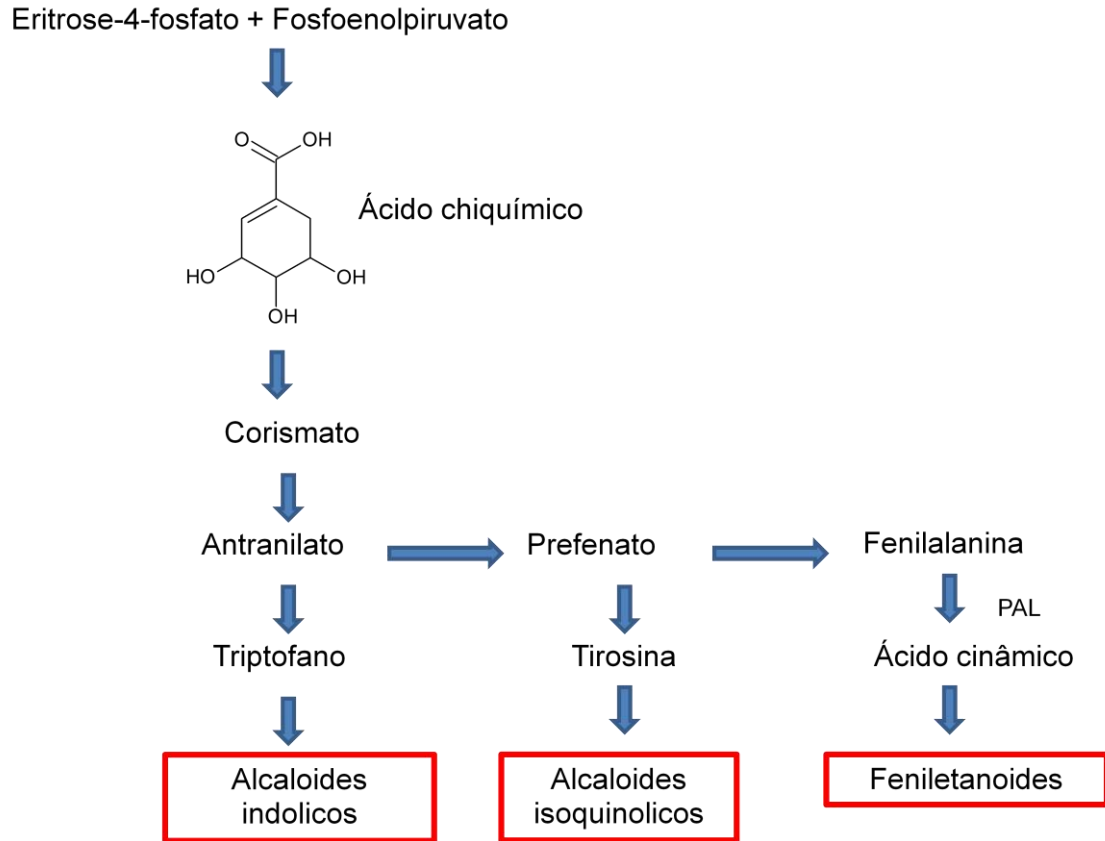 Eritrose-4-fosfato + Fosfoenolpiruvato
O
OH
Ácido chiquímico
HO
OH
OH
Corismato
Antranilato
Prefenato
Fenilalanina
PAL
Triptofano
Tirosina
Ácido cinâmico
Alcaloides
indolicos
Alcaloides
isoquinolicos
Feniletanoides